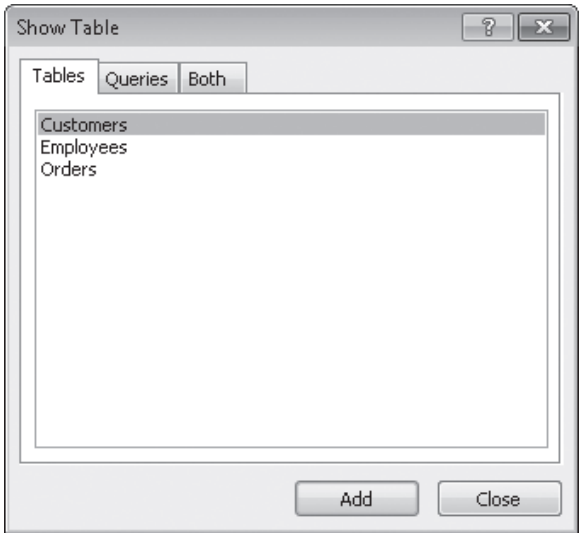 Show Table
?
Tables Queries Both
Customers
Employees
Orders
Add Close